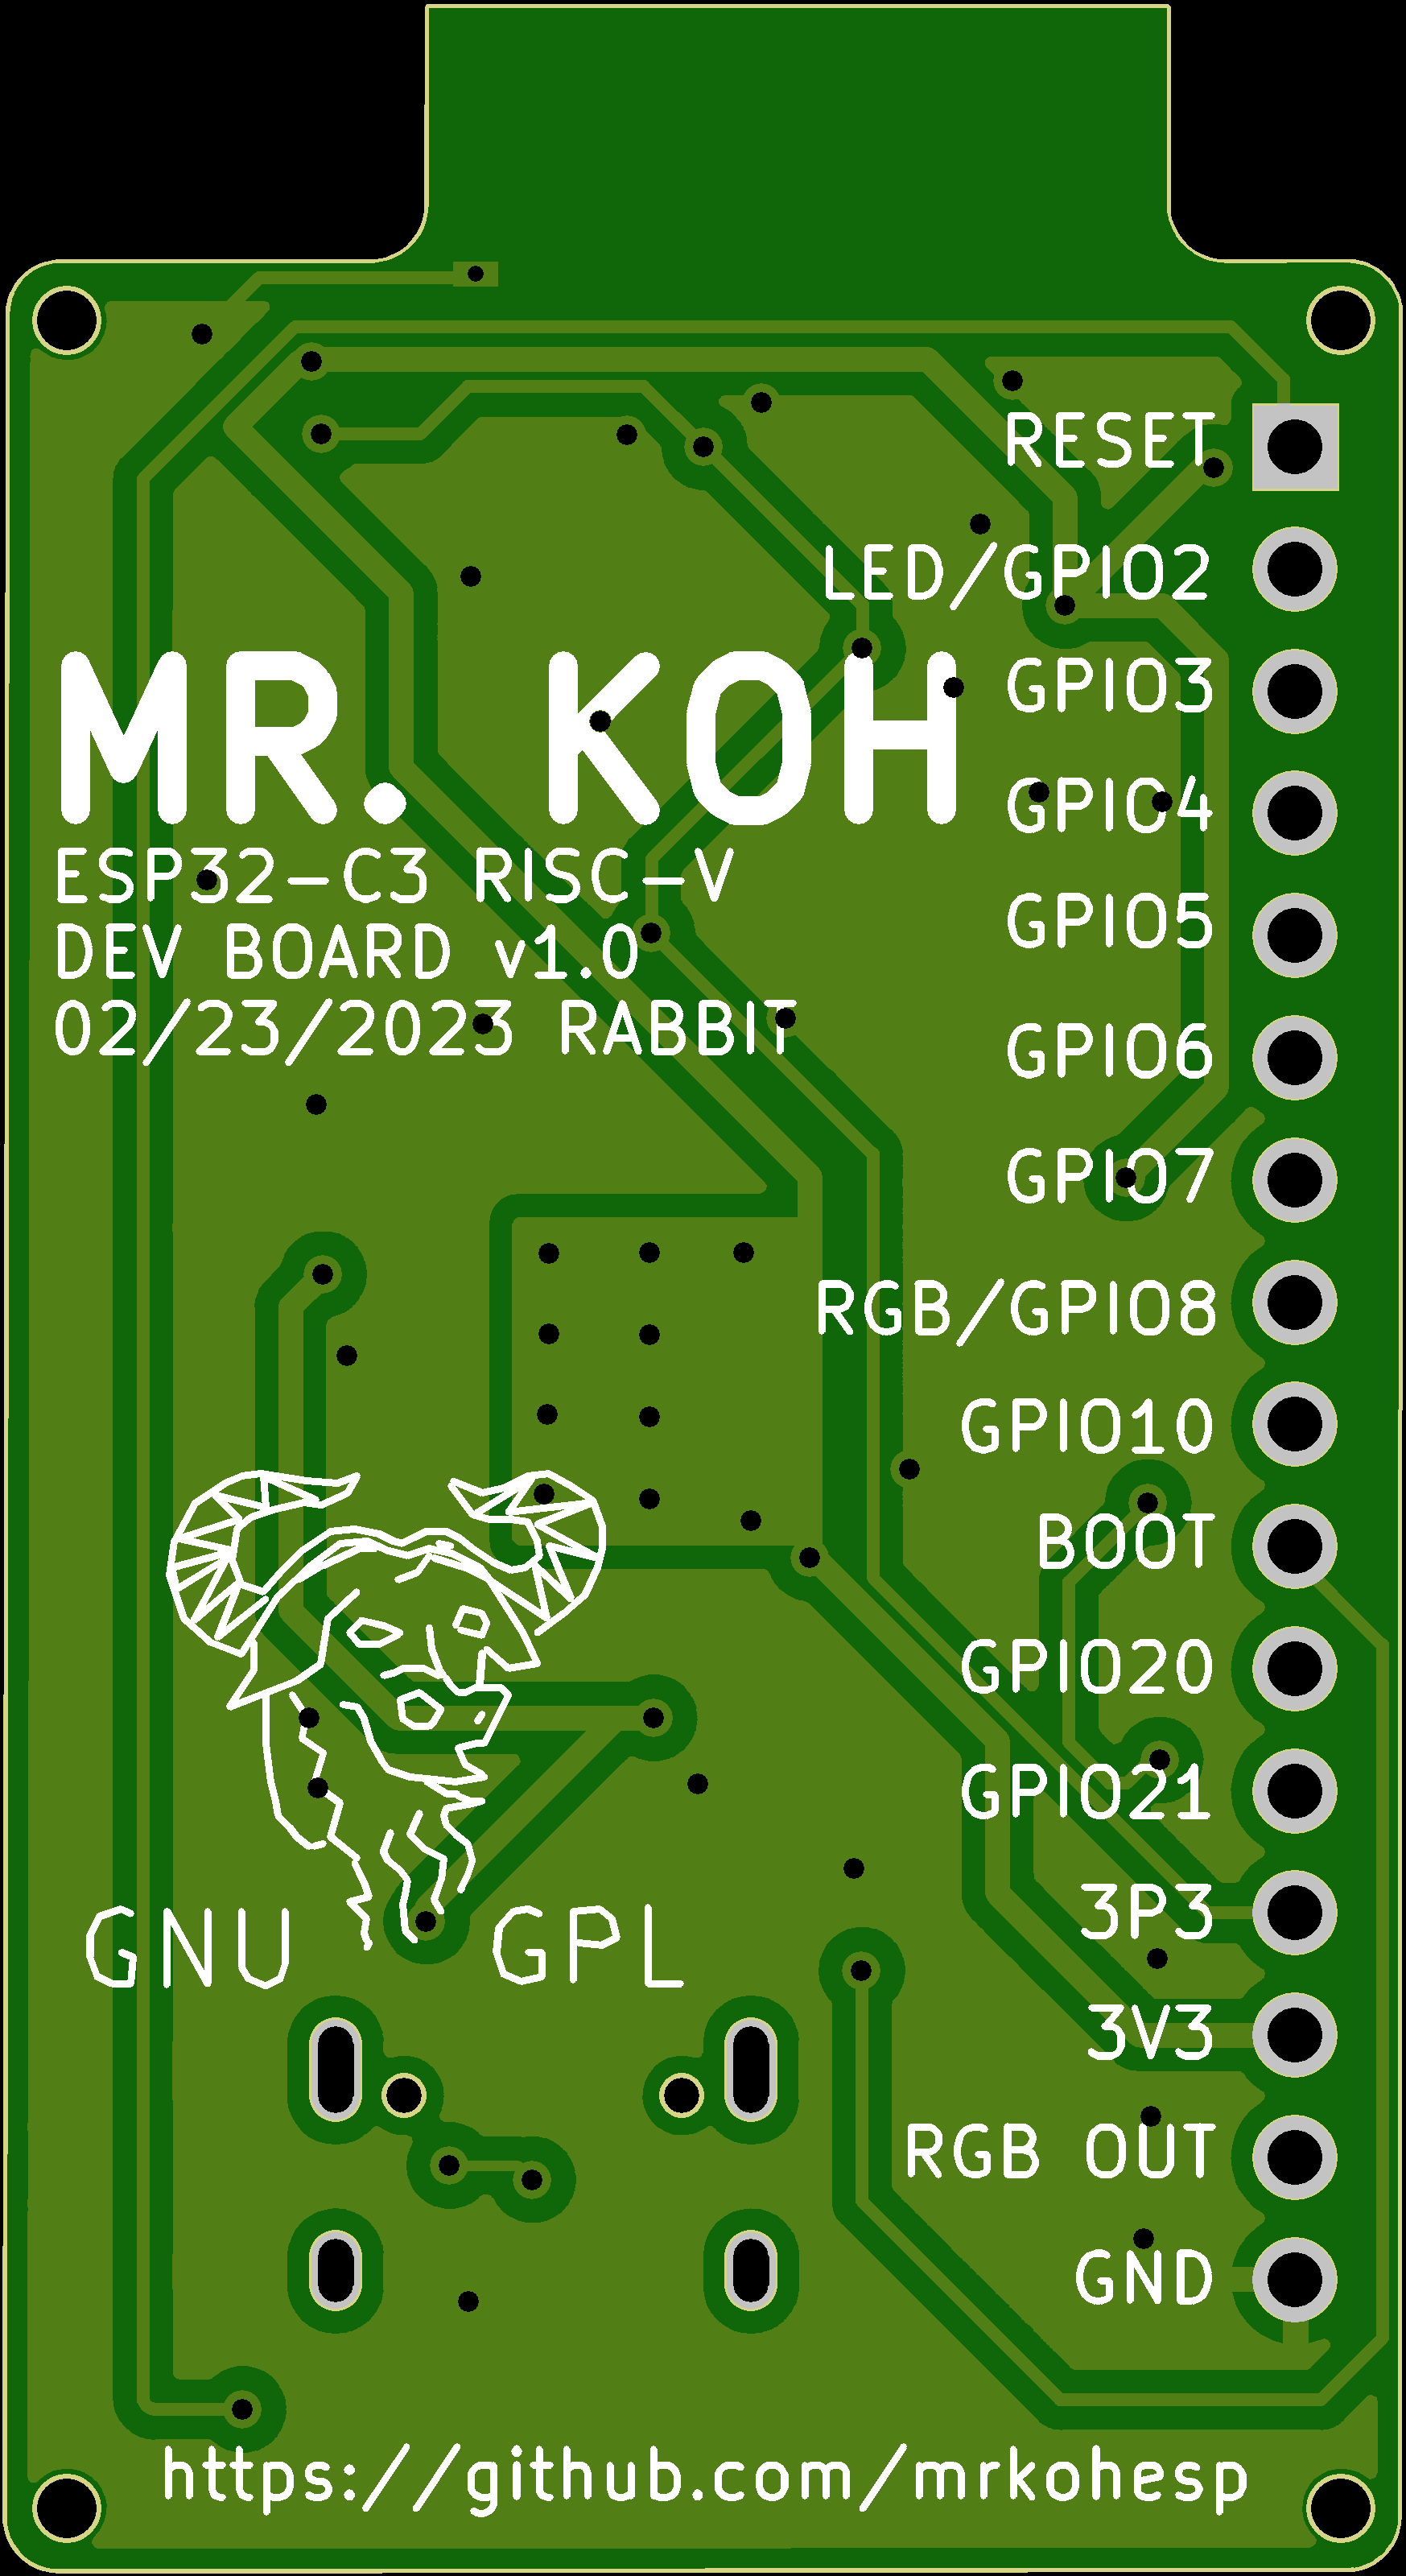 RESET
LED/GPIO2
MR. KOH
GPIO3
GPIO4
ESP32-C3 RISC-V
DEV BOARD v1.0
02/23/2023 RABBIT
GPIO5
GPIO6
GPIO7
RGB/GPIO8
GPIO10
BOOT
GPIO20
GPIO21
GNU GPL
3P3
3V3
RGB OUT
GND
https://github.com/mrkohesp